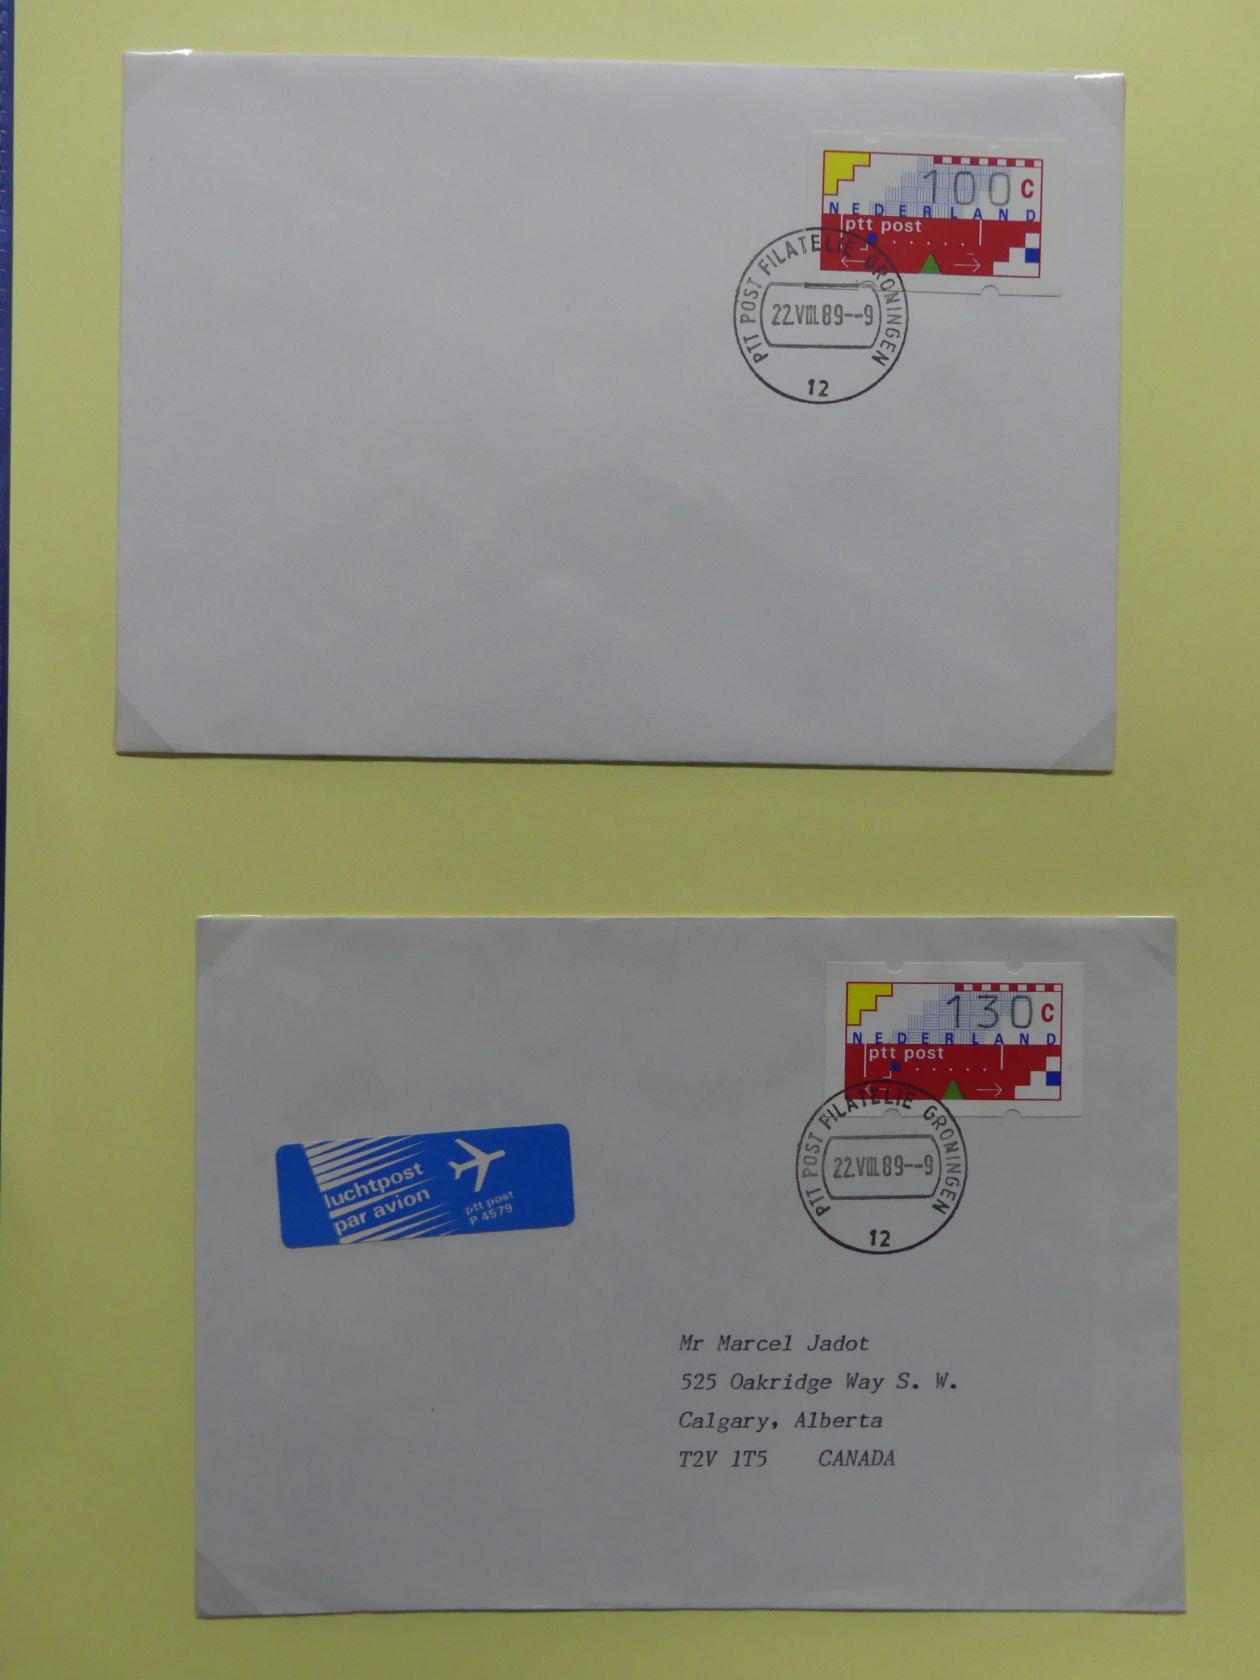 100 C
NEDERLAND
ptt post
PTT POST FILATELIE GRONINGEN
22.VIII.89--9
12
130 C
NEDERLAND
ptt post
PTT POST FILATELIE GRONINGEN
22.VIII.89--9
12
luchtpost
par avion
ptt post
P 4579
Mr Marcel Jadot
525 Oakridge Way S. W.
Calgary, Alberta
T2V 1T5 CANADA